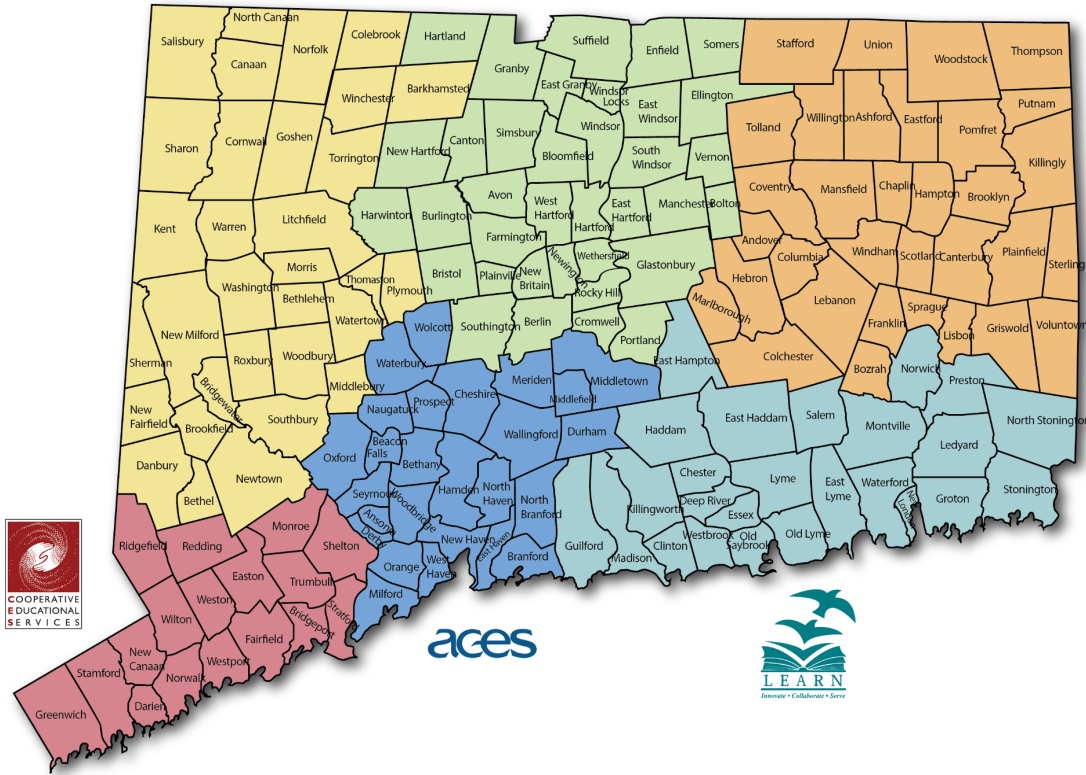 North Canaan
Salisbury
Canaan
Norfolk
Colebrook
Hartland
Suffield
Enfield
Somers
Stafford
Union
Woodstock
Thompson
Granby
East Granby
Windsor
Locks
Barkhamsted
Winchester
East
Windsor
Ellington
Putnam
Sharon
Cornwall
Goshen
Torrington
New Hartford
Canton
Simsbury
Bloomfield
Windsor
South
Windsor
Vernon
Tolland
Willington
Ashford
Eastford
Pomfret
Killingly
Kent
Warren
Litchfield
Harwinton
Burlington
Avon
West
Hartford
Hartford
East
Hartford
Manchester
Bolton
Coventry
Mansfield
Chaplin
Hampton
Brooklyn
Farmington
Andover
Columbia
Windham
Scotland
Canterbury
Plainfield
Sterling
Washington
Morris
Bethlehem
Thomaston
Plymouth
Bristol
Plainville
New
Britain
Newington
Wethersfield
Rocky Hill
Glastonbury
Hebron
Marlborough
Lebanon
Franklin
Sprague
Lisbon
Griswold
Voluntown
New Milford
Sherman
Roxbury
Woodbury
Watertown
Wolcott
Waterbury
Southington
Berlin
Cromwell
Portland
East Hampton
Colchester
Bozrah
Norwich
Preston
Bridgewater
Middlebury
New
Fairfield
Brookfield
Southbury
Naugatuck
Prospect
Cheshire
Meriden
Middlefield
Middletown
Haddam
East Haddam
Salem
Montville
Ledyard
North Stonington
Danbury
Bethel
Newtown
Oxford
Beacon
Falls
Bethany
Wallingford
Durham
Seymour
Woodbridge
Hamden
North
Haven
North
Branford
Killingworth
Chester
Deep River
Essex
Lyme
East
Lyme
Waterford
New
London
Groton
Stonington
Ridgefield
Redding
Monroe
Shelton
Ansonia
Derby
Orange
West
Haven
New Haven
East Haven
Branford
Guilford
Madison
Clinton
Westbrook
Old
Saybrook
Old Lyme
Easton
Trumbull
Stratford
Milford
Weston
Wilton
Fairfield
Bridgeport
New
Canaan
Norwalk
Westport
Stamford
Darien
Greenwich
COOPERATIVE
EDUCATIONAL
SERVICES
aces
LEARN
Innovate • Collaborate • Serve